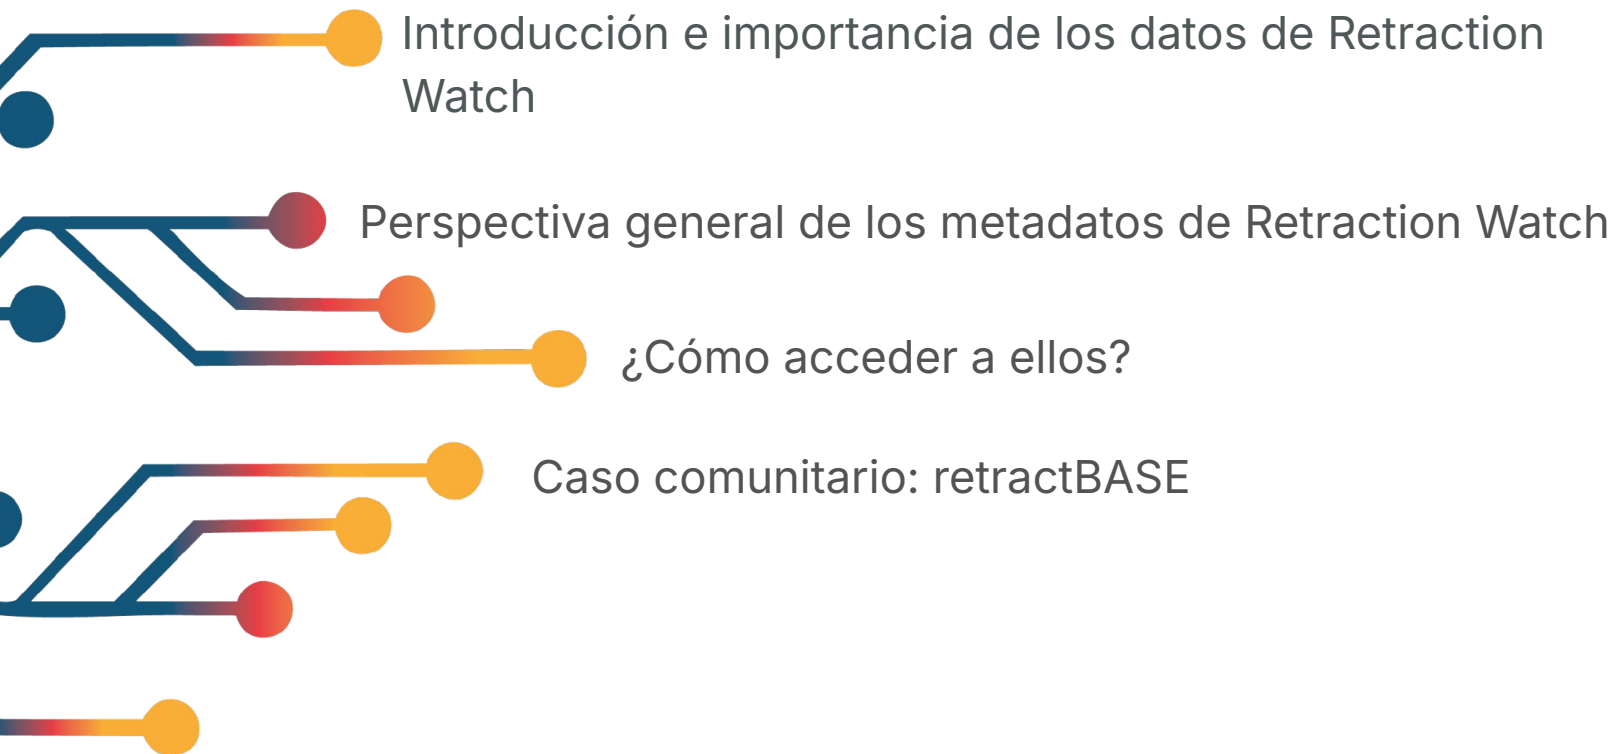 Introducción e importancia de los datos de Retraction
Watch
Perspectiva general de los metadatos de Retraction Watch
¿Cómo acceder a ellos?
Caso comunitario: retractBASE